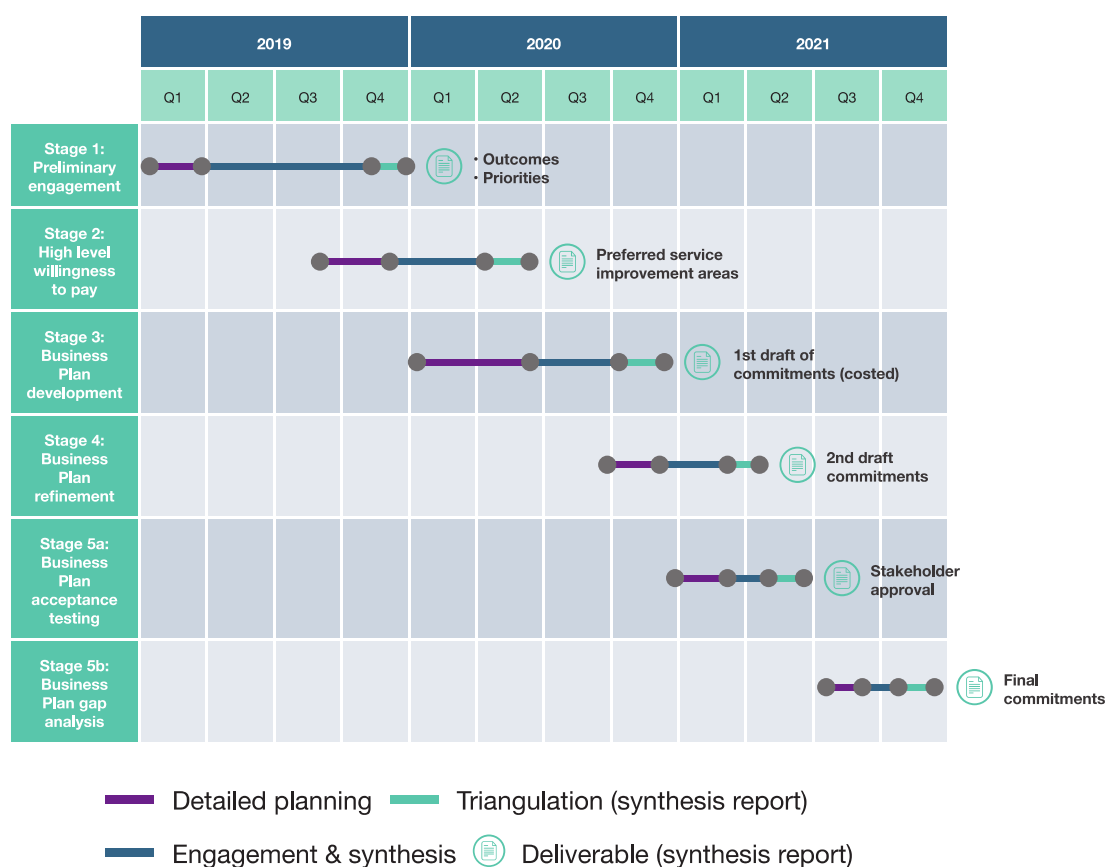 2019 2020 2021
Q1 Q2 Q3 Q4 Q1 Q2 Q3 Q4 Q1 Q2 Q3 Q4
Stage 1:
Preliminary
engagement
• Outcomes
• Priorities
Stage 2:
High level
willingness
to pay
Preferred service
improvement areas
Stage 3:
Business
Plan
development
1st draft of
commitments (costed)
Stage 4:
Business
Plan
refinement
2nd draft
commitments
Stage 5a:
Business
Plan
acceptance
testing
Stakeholder
approval
Stage 5b:
Business
Plan gap
analysis
Final
commitments
Detailed planning Triangulation (synthesis report)
Engagement & synthesis Deliverable (synthesis report)